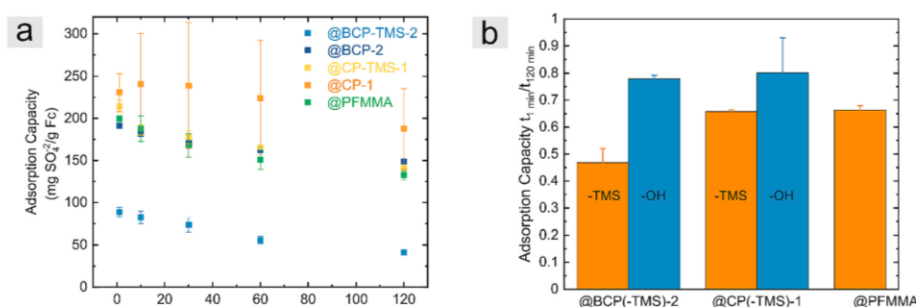 a
Adsorption Capacity
(mg SO₄⁻²/g Fc)
300
250
200
150
100
50
0
@BCP-TMS-2
@BCP-2
@CP-TMS-1
@CP-1
@PFMMA
0 20 40 60 80 100 120
b
Adsorption Capacity t₁ min/t₁₂₀ min
1
0.9
0.8
0.7
0.6
0.5
0.4
0.3
0.2
0.1
0
-TMS -OH -TMS -OH
@BCP(-TMS)-2 @CP(-TMS)-1 @PFMMA